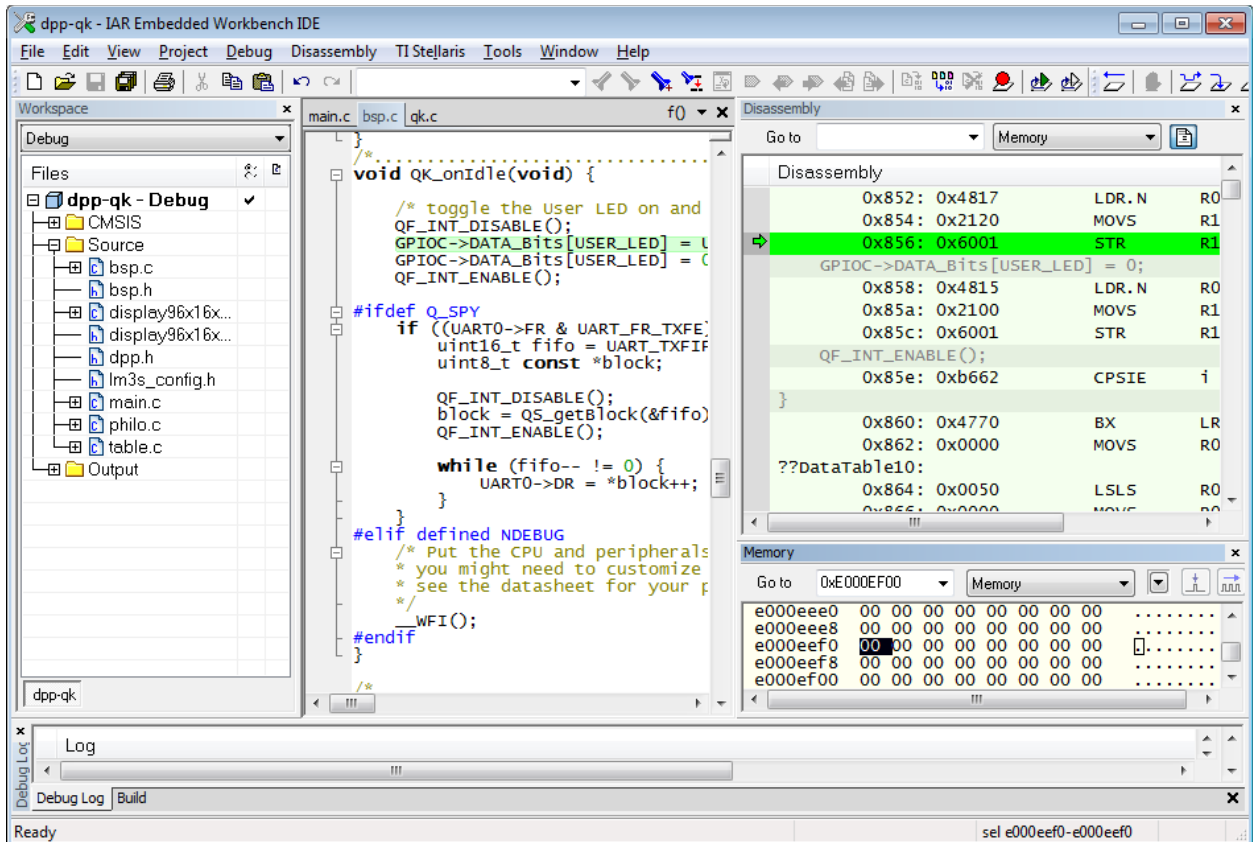 dpp-qk - IAR Embedded Workbench IDE
File Edit View Project Debug Disassembly TI Stellaris Tools Window Help
Workspace
Debug
Files
dpp-qk - Debug
CMSIS
Source
bsp.c
bsp.h
display96x16x...
display96x16x...
dpp.h
lm3s_config.h
main.c
philo.c
table.c
Output
dpp-qk
main.c bsp.c qk.c f()
}
/*................................
void QK_onIdle(void) {
/* toggle the User LED on and
QF_INT_DISABLE();
GPIOC->DATA_Bits[USER_LED] = U
GPIOC->DATA_Bits[USER_LED] = 0
QF_INT_ENABLE();
#ifdef Q_SPY
if ((UART0->FR & UART_FR_TXFE)
uint16_t fifo = UART_TXFIF
uint8_t const *block;
QF_INT_DISABLE();
block = QS_getBlock(&fifo)
QF_INT_ENABLE();
while (fifo-- != 0) {
UART0->DR = *block++;
}
}
#elif defined NDEBUG
/* Put the CPU and peripherals
* you might need to customize
* see the datasheet for your p
*/
__WFI();
#endif
}
/*
Disassembly
Go to Memory
Disassembly
0x852: 0x4817 LDR.N R0
0x854: 0x2120 MOVS R1
0x856: 0x6001 STR R1
GPIOC->DATA_Bits[USER_LED] = 0;
0x858: 0x4815 LDR.N R0
0x85a: 0x2100 MOVS R1
0x85c: 0x6001 STR R1
QF_INT_ENABLE();
0x85e: 0xb662 CPSIE i
}
0x860: 0x4770 BX LR
0x862: 0x0000 MOVS R0
??DataTable10:
0x864: 0x0050 LSLS R0
0x866: 0x0000 MOVS R0
Memory
Go to 0xE000EF00 Memory
e000eee0 00 00 00 00 00 00 00 00 ........
e000eee8 00 00 00 00 00 00 00 00 ........
e000eef0 00 00 00 00 00 00 00 00 ........
e000eef8 00 00 00 00 00 00 00 00 ........
e000ef00 00 00 00 00 00 00 00 00 ........
Debug Log
Log
Debug Log Build
Ready sel e000eef0-e000eef0